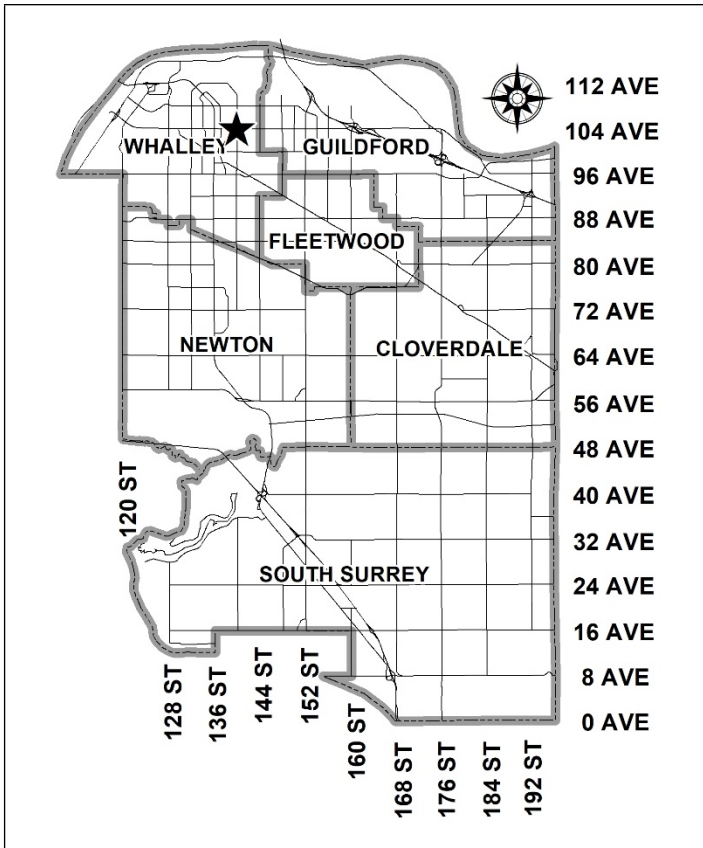 112 AVE
104 AVE
WHALLEY
GUILDFORD
96 AVE
88 AVE
FLEETWOOD
80 AVE
72 AVE
NEWTON
CLOVERDALE
64 AVE
56 AVE
48 AVE
120 ST
40 AVE
32 AVE
SOUTH SURREY
24 AVE
16 AVE
8 AVE
128 ST
136 ST
144 ST
152 ST
160 ST
0 AVE
168 ST
176 ST
184 ST
192 ST